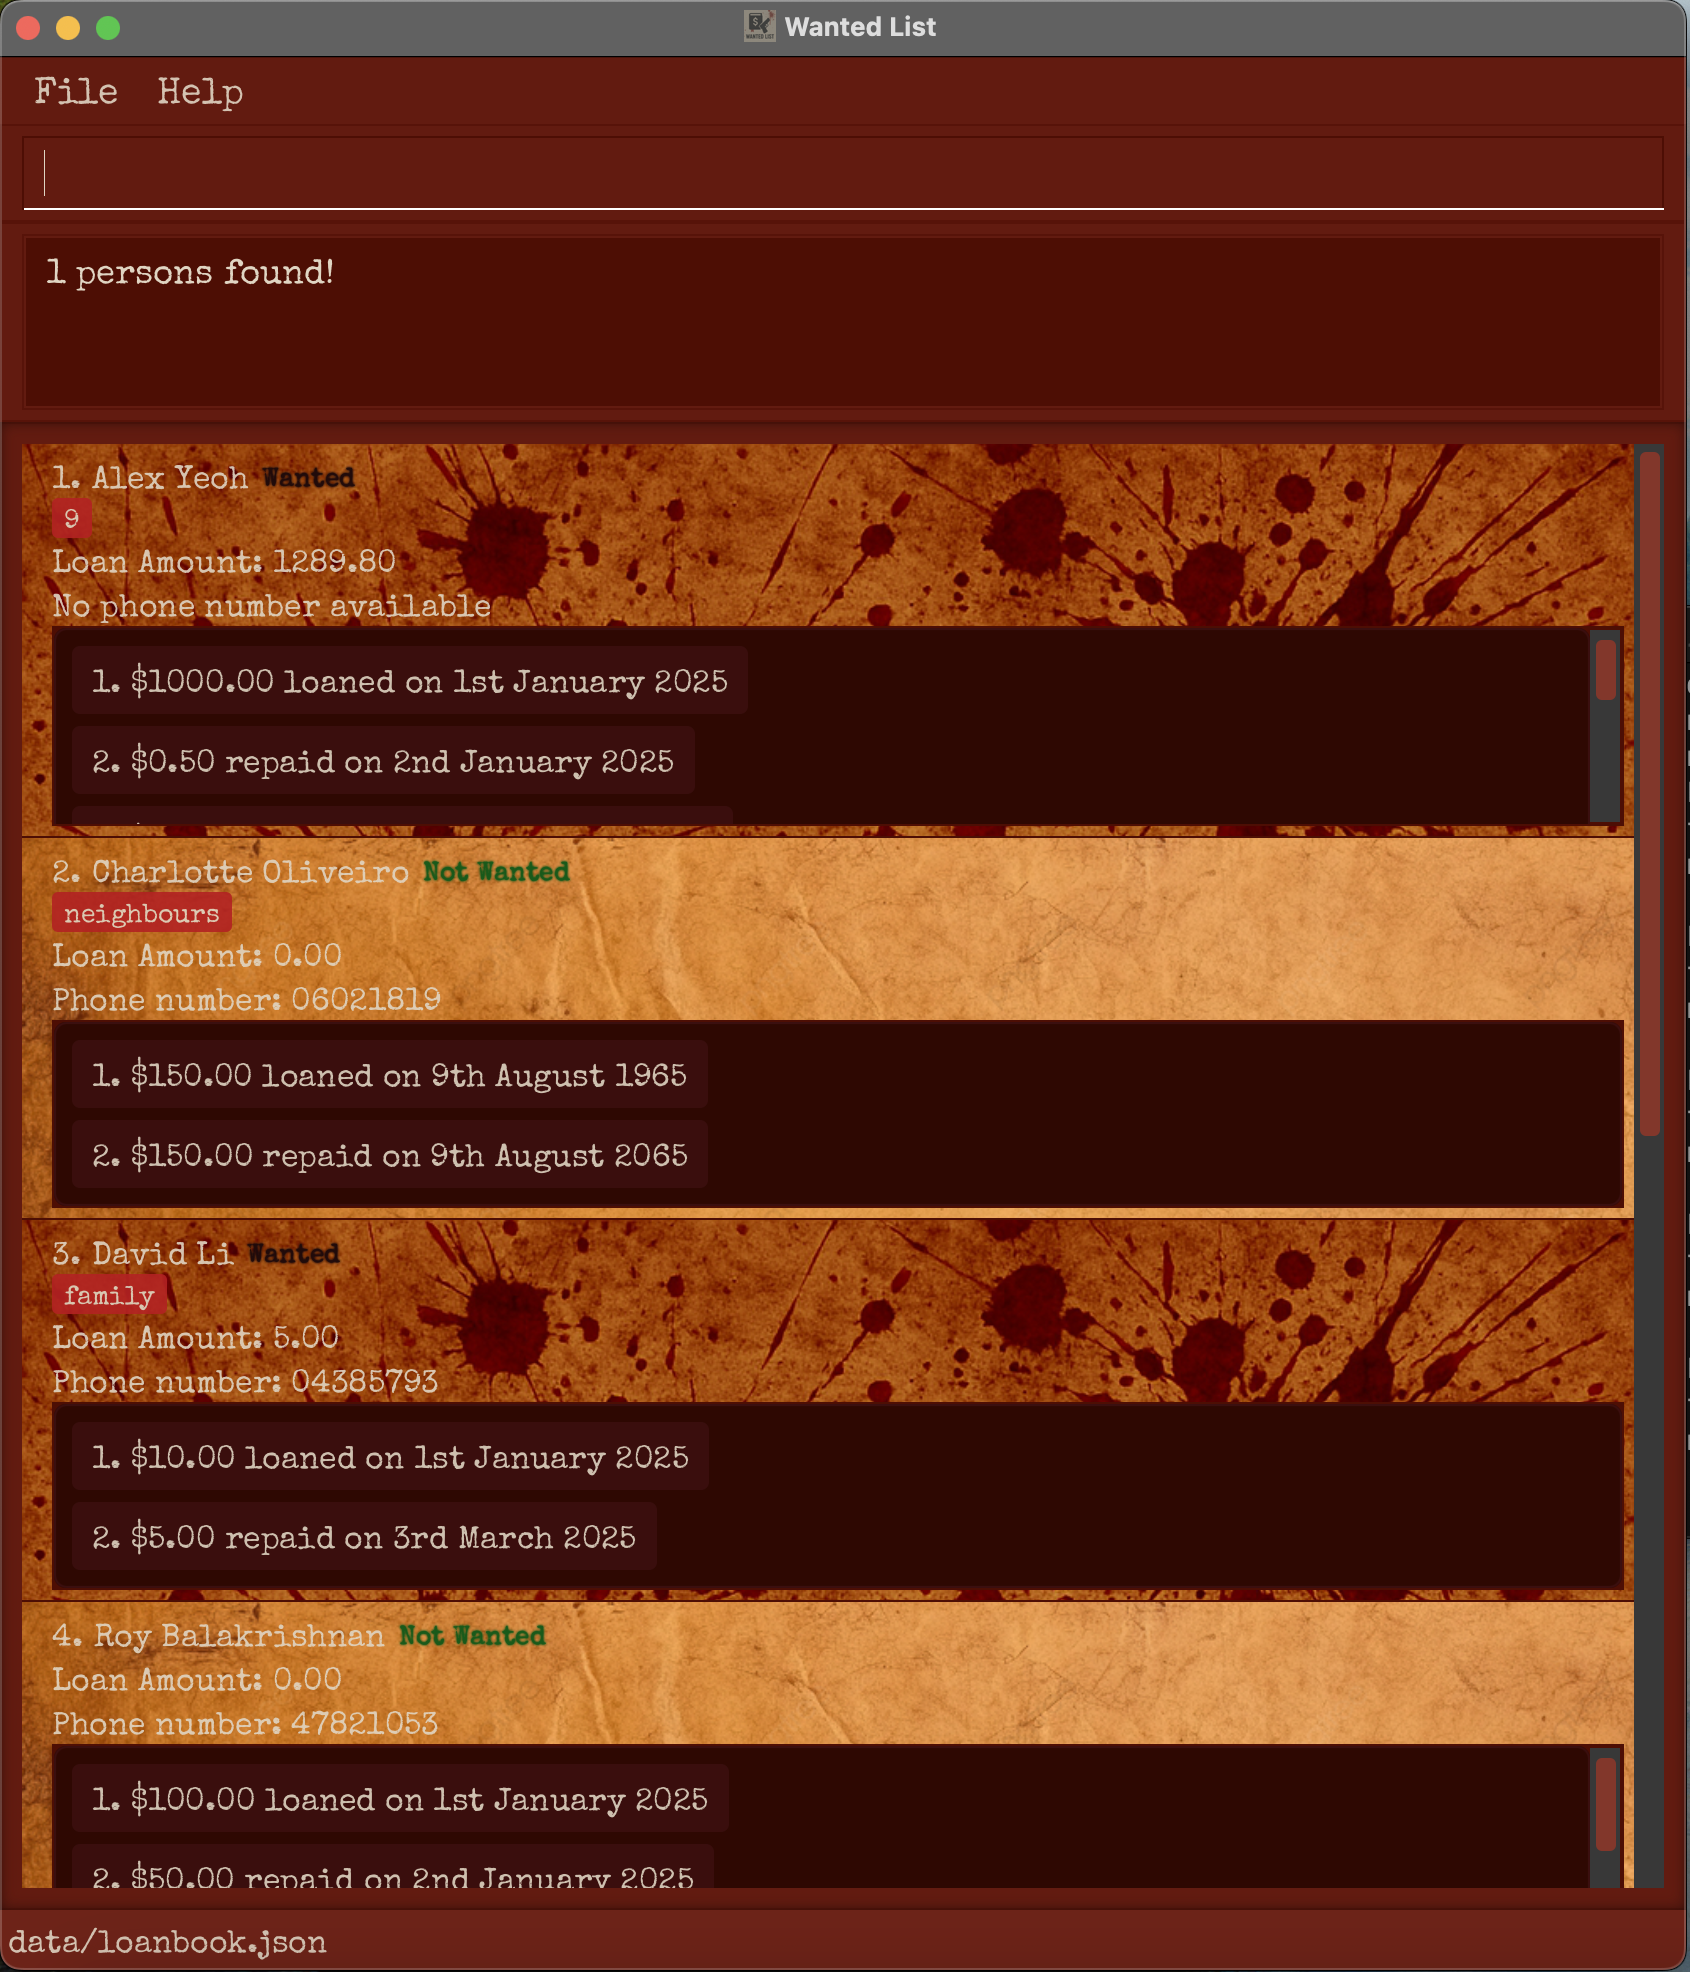 Wanted List
File Help
1 persons found!
1. Alex Yeoh Wanted
9
Loan Amount: 1289.80
No phone number available
1. $1000.00 loaned on 1st January 2025
2. $0.50 repaid on 2nd January 2025
2. Charlotte Oliveiro Not Wanted
neighbours
Loan Amount: 0.00
Phone number: 06021819
1. $150.00 loaned on 9th August 1965
2. $150.00 repaid on 9th August 2065
3. David Li Wanted
family
Loan Amount: 5.00
Phone number: 04385793
1. $10.00 loaned on 1st January 2025
2. $5.00 repaid on 3rd March 2025
4. Roy Balakrishnan Not Wanted
Loan Amount: 0.00
Phone number: 47821053
1. $100.00 loaned on 1st January 2025
2. $50.00 repaid on 2nd January 2025
data/loanbook.json